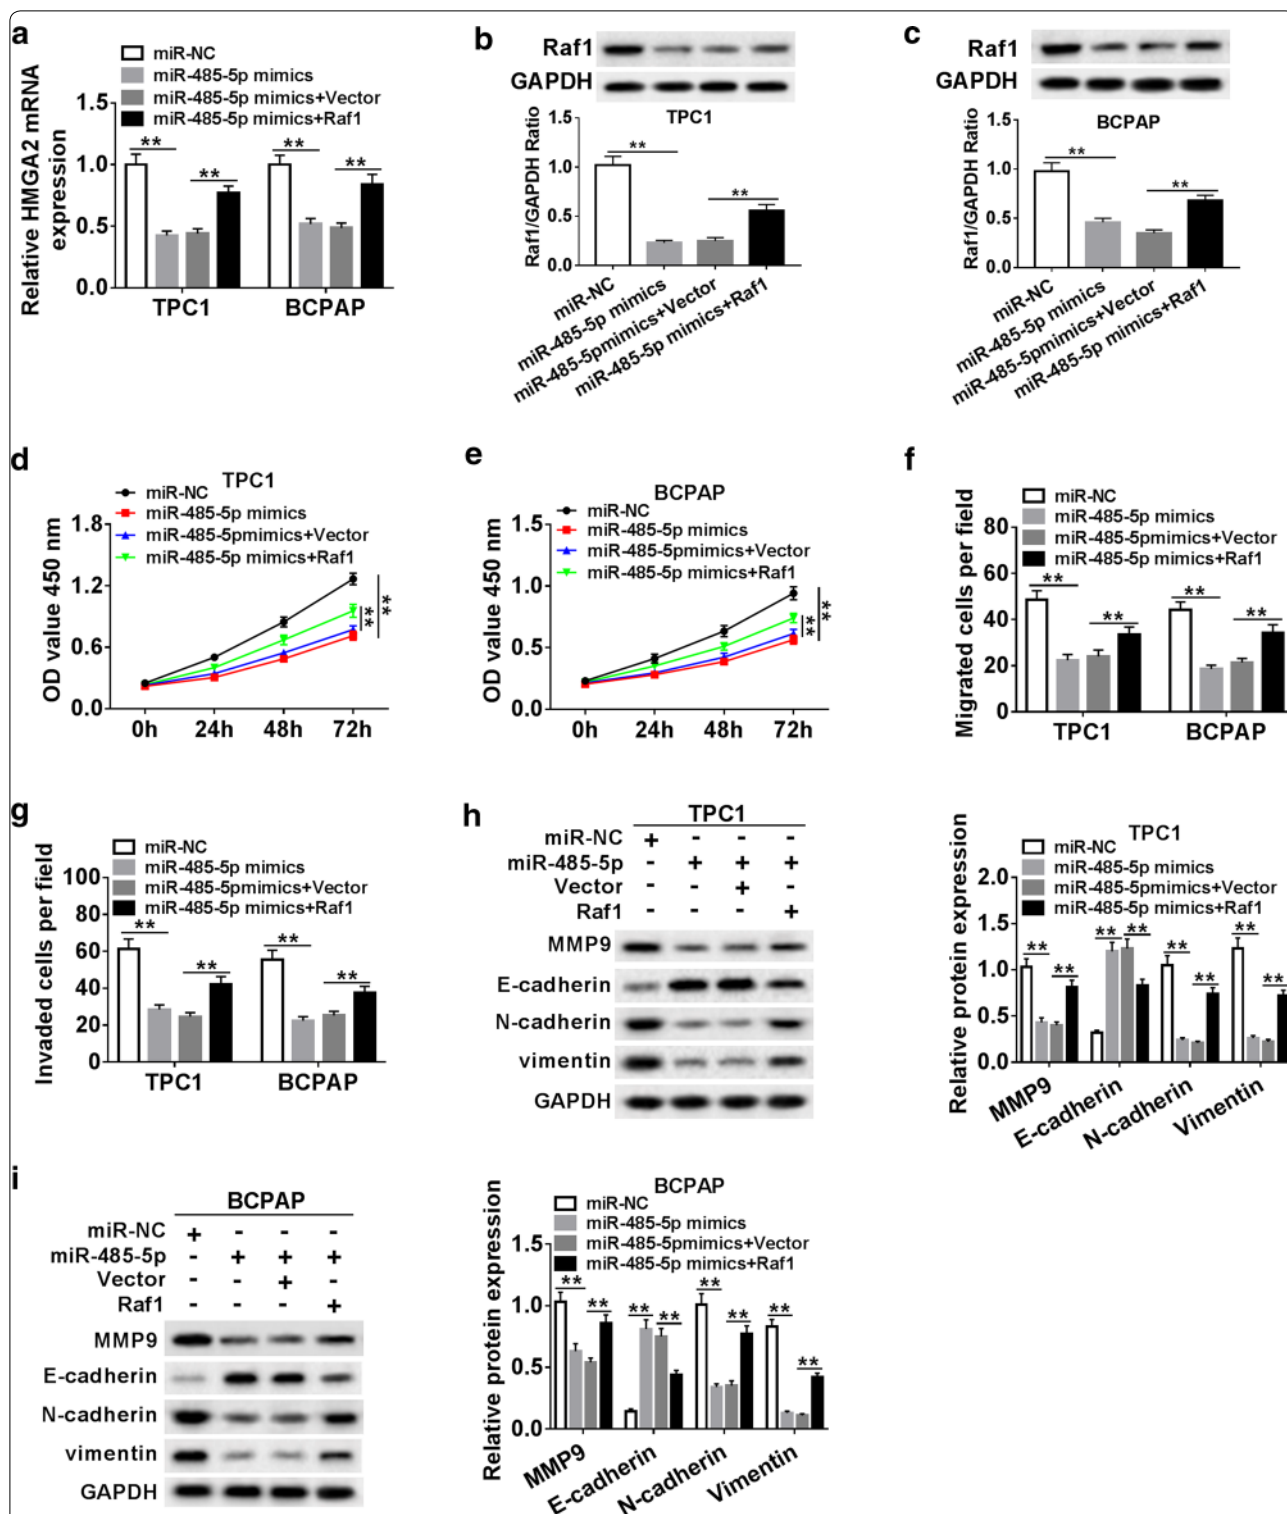 a
miR-NC
miR-485-5p mimics
miR-485-5p mimics+Vector
miR-485-5p mimics+Raf1
Relative HMGA2 mRNA
expression
1.5
1.0
0.5
0.0
** ** ** **
TPC1 BCPAP
b
Raf1
GAPDH
TPC1
Raf1/GAPDH Ratio
1.5
1.0
0.5
0.0
** **
miR-NC
miR-485-5p mimics
miR-485-5pmimics+Vector
miR-485-5p mimics+Raf1
c
Raf1
GAPDH
BCPAP
Raf1/GAPDH Ratio
1.5
1.0
0.5
0.0
** **
miR-NC
miR-485-5p mimics
miR-485-5pmimics+Vector
miR-485-5p mimics+Raf1
d
TPC1
miR-NC
miR-485-5p mimics
miR-485-5pmimics+Vector
miR-485-5p mimics+Raf1
OD value 450 nm
1.8
1.2
0.6
0.0
** **
0h 24h 48h 72h
e
BCPAP
miR-NC
miR-485-5p mimics
miR-485-5pmimics+Vector
miR-485-5p mimics+Raf1
OD value 450 nm
1.5
1.0
0.5
0.0
** **
0h 24h 48h 72h
f
miR-NC
miR-485-5p mimics
miR-485-5pmimics+Vector
miR-485-5p mimics+Raf1
Migrated cells per field
80
60
40
20
0
** ** ** **
TPC1 BCPAP
g
miR-NC
miR-485-5p mimics
miR-485-5pmimics+Vector
miR-485-5p mimics+Raf1
Invaded cells per field
100
80
60
40
20
0
** ** ** **
TPC1 BCPAP
h
TPC1
miR-NC + - - -
miR-485-5p - + + +
Vector - - + -
Raf1 - - - +
MMP9
E-cadherin
N-cadherin
vimentin
GAPDH
TPC1
miR-NC
miR-485-5p mimics
miR-485-5pmimics+Vector
miR-485-5p mimics+Raf1
Relative protein expression
2.0
1.5
1.0
0.5
0.0
** ** ** ** ** ** ** **
MMP9
E-cadherin
N-cadherin
Vimentin
i
BCPAP
miR-NC + - - -
miR-485-5p - + + +
Vector - - + -
Raf1 - - - +
MMP9
E-cadherin
N-cadherin
vimentin
GAPDH
BCPAP
miR-NC
miR-485-5p mimics
miR-485-5pmimics+Vector
miR-485-5p mimics+Raf1
Relative protein expression
1.5
1.0
0.5
0.0
** ** ** ** ** ** ** **
MMP9
E-cadherin
N-cadherin
Vimentin